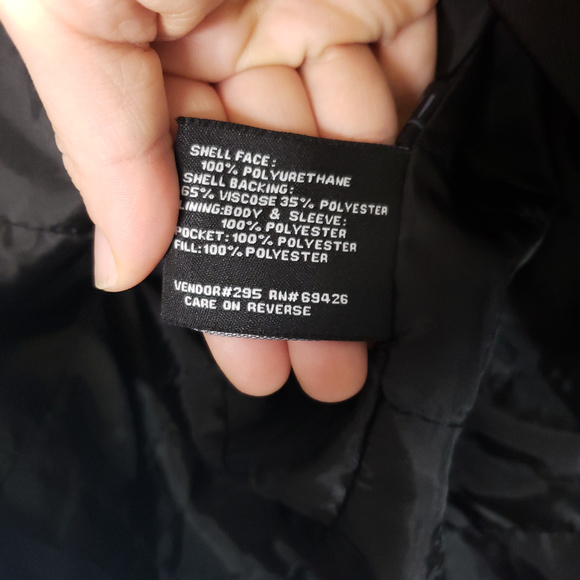 SHELL FACE:
100% POLYURETHANE
SHELL BACKING:
65% VISCOSE 35% POLYESTER
LINING:BODY & SLEEVE:
100% POLYESTER
POCKET:100% POLYESTER
FILL:100% POLYESTER
VENDOR#295 RN#69426
CARE ON REVERSE